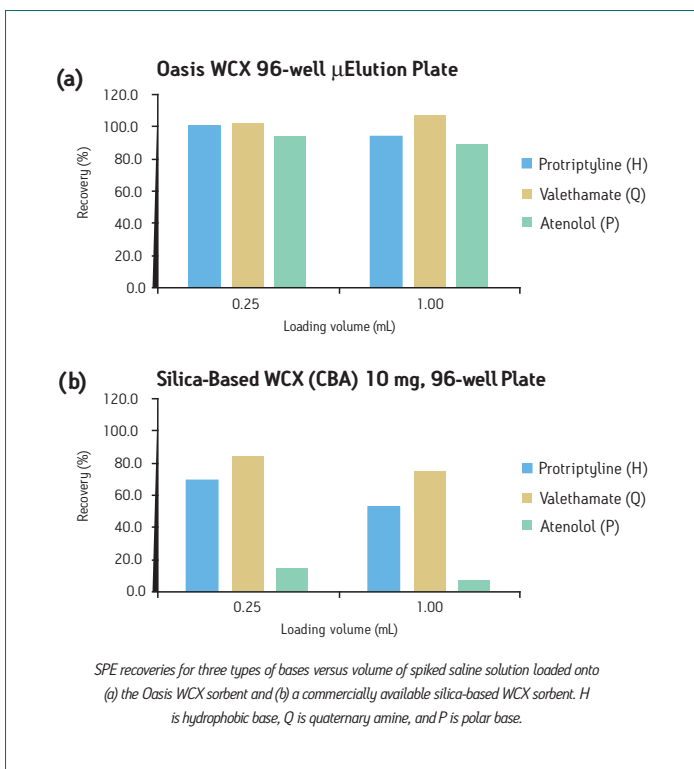 (a)
Oasis WCX 96-well μElution Plate
120.0
100.0
80.0
60.0
40.0
20.0
0.0
Recovery (%)
0.25
1.00
Loading volume (mL)
Protriptyline (H)
Valethamate (Q)
Atenolol (P)
(b)
Silica-Based WCX (CBA) 10 mg, 96-well Plate
120.0
100.0
80.0
60.0
40.0
20.0
0.0
Recovery (%)
0.25
1.00
Loading volume (mL)
Protriptyline (H)
Valethamate (Q)
Atenolol (P)
SPE recoveries for three types of bases versus volume of spiked saline solution loaded onto
(a) the Oasis WCX sorbent and (b) a commercially available silica-based WCX sorbent. H
is hydrophobic base, Q is quaternary amine, and P is polar base.